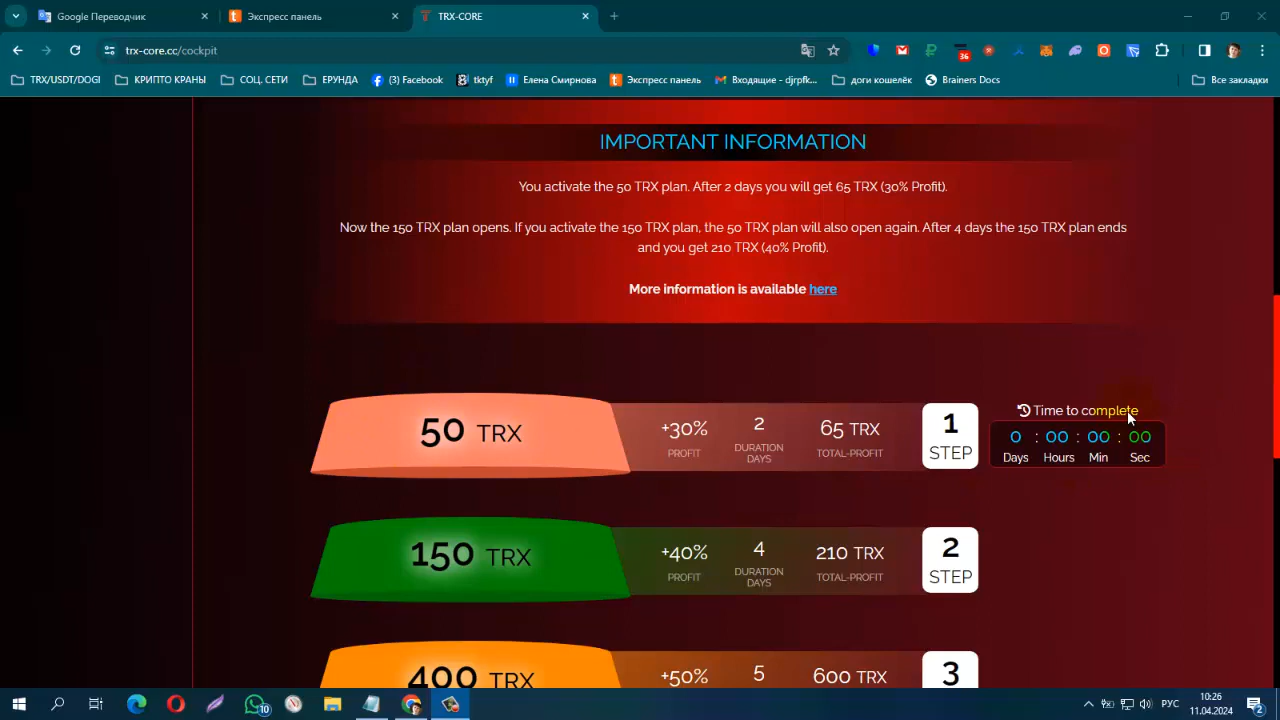 Google Переводчик
Экспресс панель
TRX-CORE
trx-core.cc/cockpit
36
TRX/USDT/DOGI
КРИПТО КРАНЫ
СОЦ. СЕТИ
ЕРУНДА
(3) Facebook
tktyf
Елена Смирнова
Экспресс панель
Входящие - djrpfk...
доги кошелёк
Brainers Docs
Все закладки
IMPORTANT INFORMATION
You activate the 50 TRX plan. After 2 days you will get 65 TRX (30% Profit).
Now the 150 TRX plan opens. If you activate the 150 TRX plan, the 50 TRX plan will also open again. After 4 days the 150 TRX plan ends
and you get 210 TRX (40% Profit).
More information is available here
50 TRX
+30%
PROFIT
2
DURATION
DAYS
65 TRX
TOTAL-PROFIT
1
STEP
Time to complete
0 : 00 : 00 : 00
Days Hours Min Sec
150 TRX
+40%
PROFIT
4
DURATION
DAYS
210 TRX
TOTAL-PROFIT
2
STEP
400 TRX
+50%
5
600 TRX
3
10
РУС
10:26
11.04.2024
2